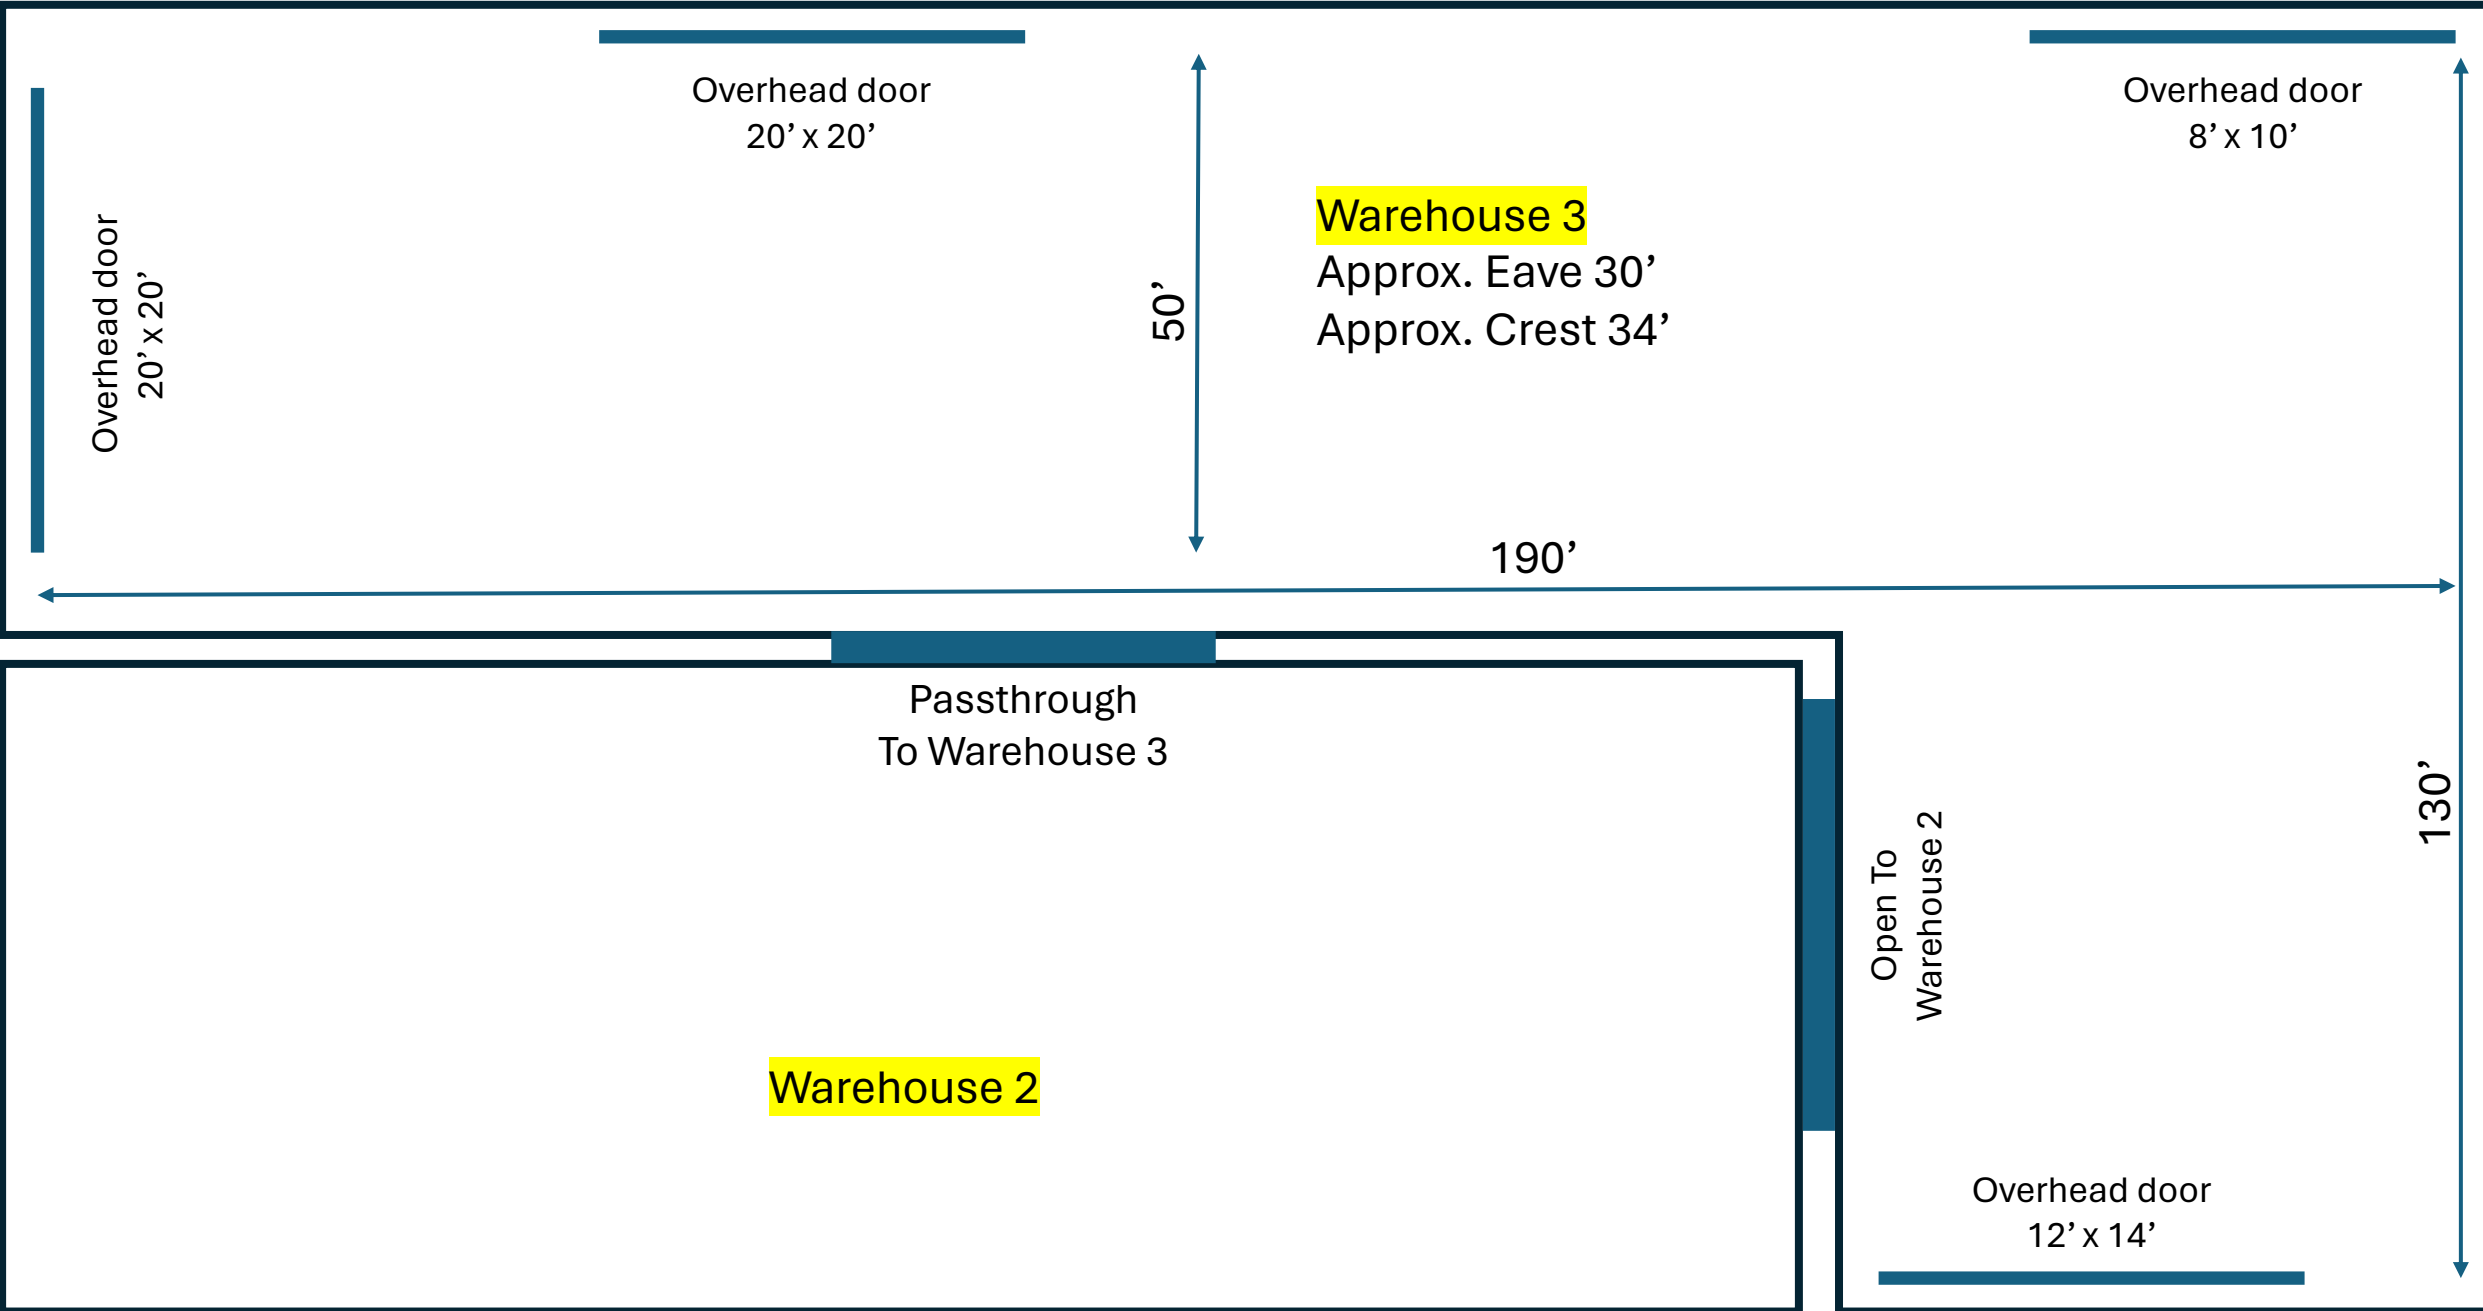 Overhead door
20’ x 20’
Overhead door
8’ x 10’
Overhead door
20’ x 20’
50’
Warehouse 3
Approx. Eave 30’
Approx. Crest 34’
190’
Passthrough
To Warehouse 3
130’
Open To
Warehouse 2
Warehouse 2
Overhead door
12’ x 14’